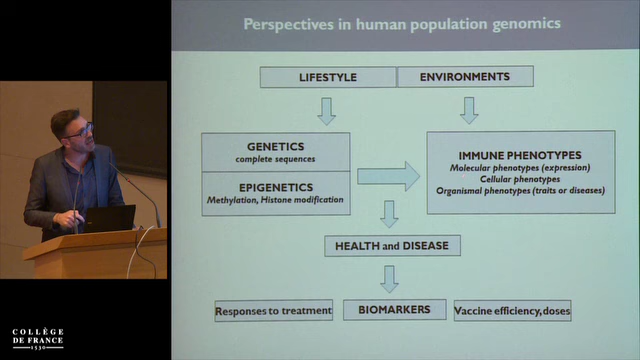 Perspectives in human population genomics
LIFESTYLE
ENVIRONMENTS
GENETICS
complete sequences
EPIGENETICS
Methylation, Histone modification
IMMUNE PHENOTYPES
Molecular phenotypes (expression)
Cellular phenotypes
Organismal phenotypes (traits or diseases)
HEALTH and DISEASE
Responses to treatment
BIOMARKERS
Vaccine efficiency, doses
COLLÈGE
DE FRANCE
1530